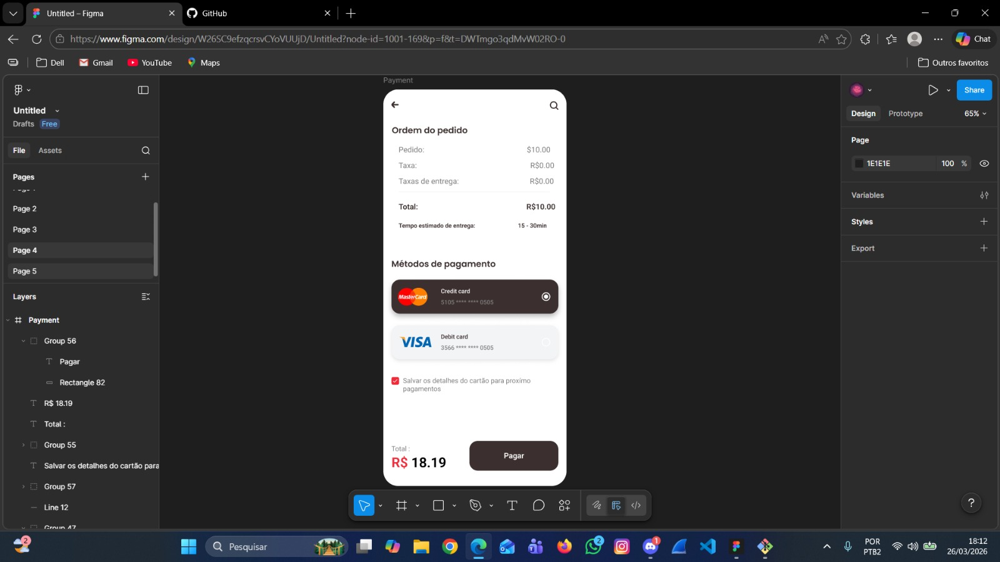 Untitled – Figma
GitHub
https://www.figma.com/design/W26SC9efzqcrsvCYoVUUjD/Untitled?node-id=1001-169&p=f&t=DWTmgo3qdMvW02RO-0
Chat
Dell
Gmail
YouTube
Maps
Outros favoritos
Untitled
Drafts
Free
File
Assets
Pages
Page 2
Page 3
Page 4
Page 5
Layers
Payment
Group 56
Pagar
Rectangle 82
R$ 18.19
Total :
Group 55
Salvar os detalhes do cartão para
Group 57
Line 12
Group 47
Payment
Ordem do pedido
Pedido: $10.00
Taxa: R$0.00
Taxas de entrega: R$0.00
Total: R$10.00
Tempo estimado de entrega: 15 - 30min
Métodos de pagamento
MasterCard
Credit card
5105 **** **** 0505
VISA
Debit card
3566 **** **** 0505
Salvar os detalhes do cartão para proxímo
pagamentos
Total :
R$ 18.19
Pagar
Share
Design
Prototype
65%
Page
1E1E1E
100 %
Variables
Styles
Export
?
2
Pesquisar
2
1
POR
PTB2
18:12
26/03/2026